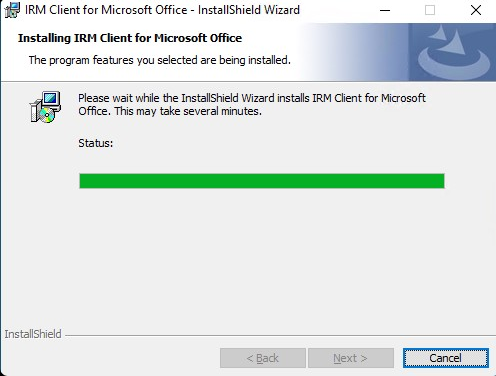 IRM Client for Microsoft Office - InstallShield Wizard
Installing IRM Client for Microsoft Office
The program features you selected are being installed.
Please wait while the InstallShield Wizard installs IRM Client for Microsoft
Office. This may take several minutes.
Status:
InstallShield
< Back
Next >
Cancel